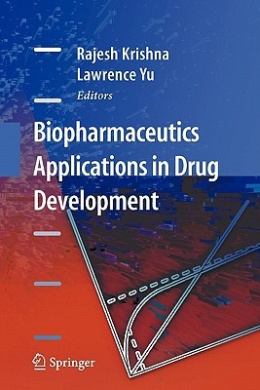 Rajesh Krishna
Lawrence Yu
Editors
Biopharmaceutics
Applications in Drug
Development
Springer